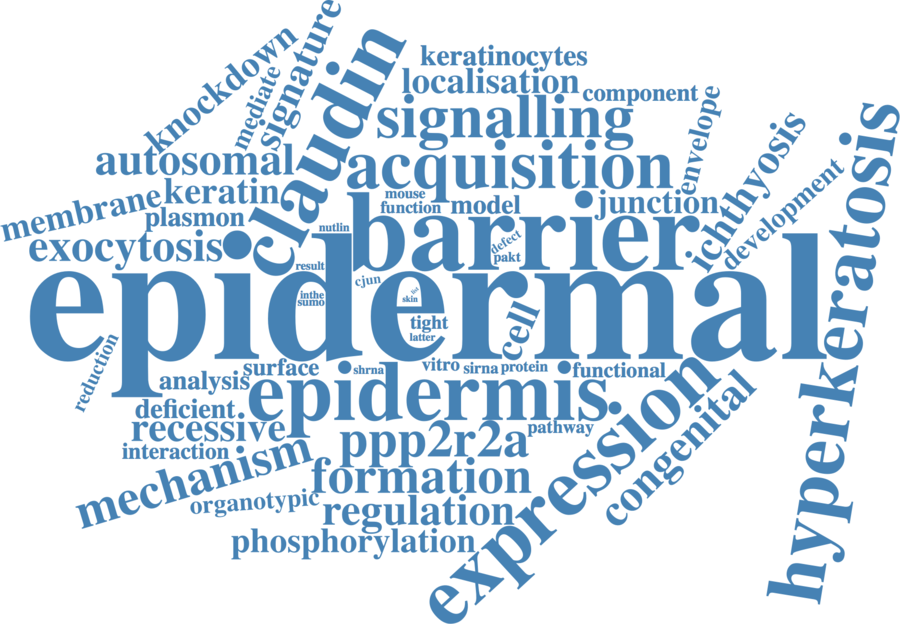 keratinocytes
localisation
component
signalling
acquisition
knockdown
mediate
signature
claudin
envelope
ichthyosis
development
hyperkeratosis
autosomal
keratin
membrane
plasmon
exocytosis
mouse
function
model
junction
nutlin
barrier
defect
pakt
result
cjun
epidermal
inthe
sumo
skin
tight
latter
cell
reduction
surface
analysis
shrna
vitro
sirna
protein
functional
deficient
epidermis
recessive
interaction
ppp2r2a
pathway
expression
congenital
mechanism
formation
organotypic
regulation
phosphorylation